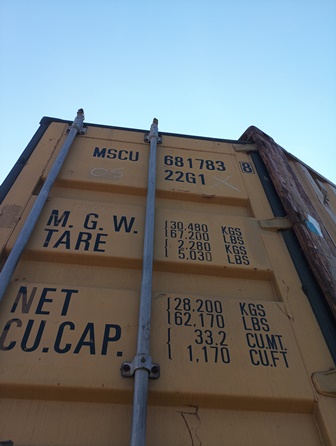 MSCU 681783 8
22G1
M.G.W. 30.480 KGS
67.200 LBS
TARE 2.280 KGS
5,030 LBS
NET 28,200 KGS
62,170 LBS
CU.CAP. 33.2 CU.MT.
1,170 CU.FT